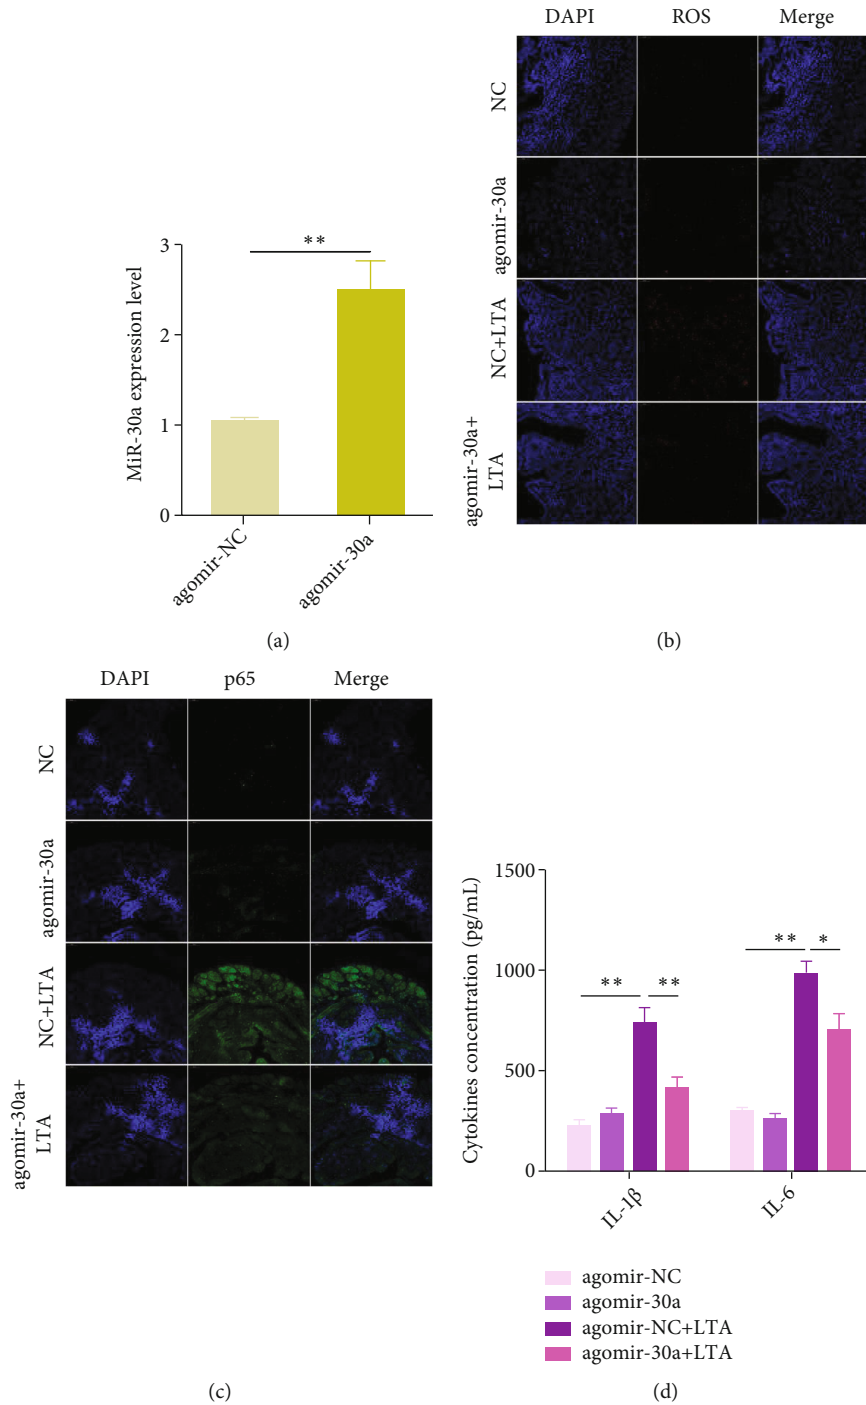 MiR-30a expression level
3
2
1
0
**
agomir-NC
agomir-30a
(a)
DAPI ROS Merge
NC
agomir-30a
NC+LTA
agomir-30a+
LTA
(b)
DAPI p65 Merge
NC
agomir-30a
NC+LTA
agomir-30a+
LTA
(c)
Cytokines concentration (pg/mL)
1500
1000
500
0
** **
** *
IL-1β
IL-6
agomir-NC
agomir-30a
agomir-NC+LTA
agomir-30a+LTA
(d)